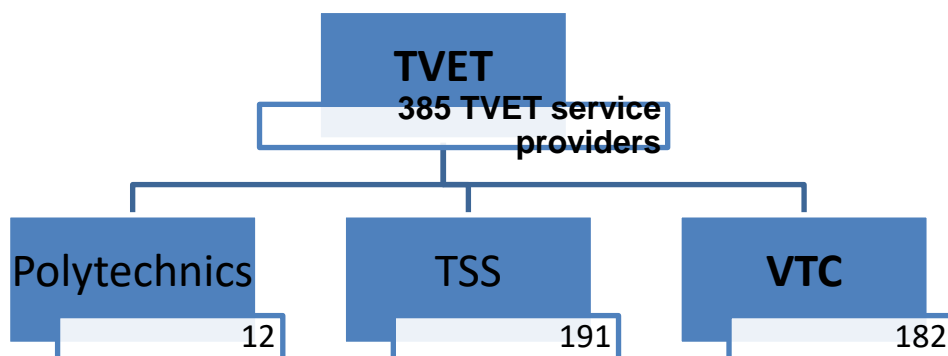 TVET
385 TVET service
providers
Polytechnics
TSS
VTC
12
191
182